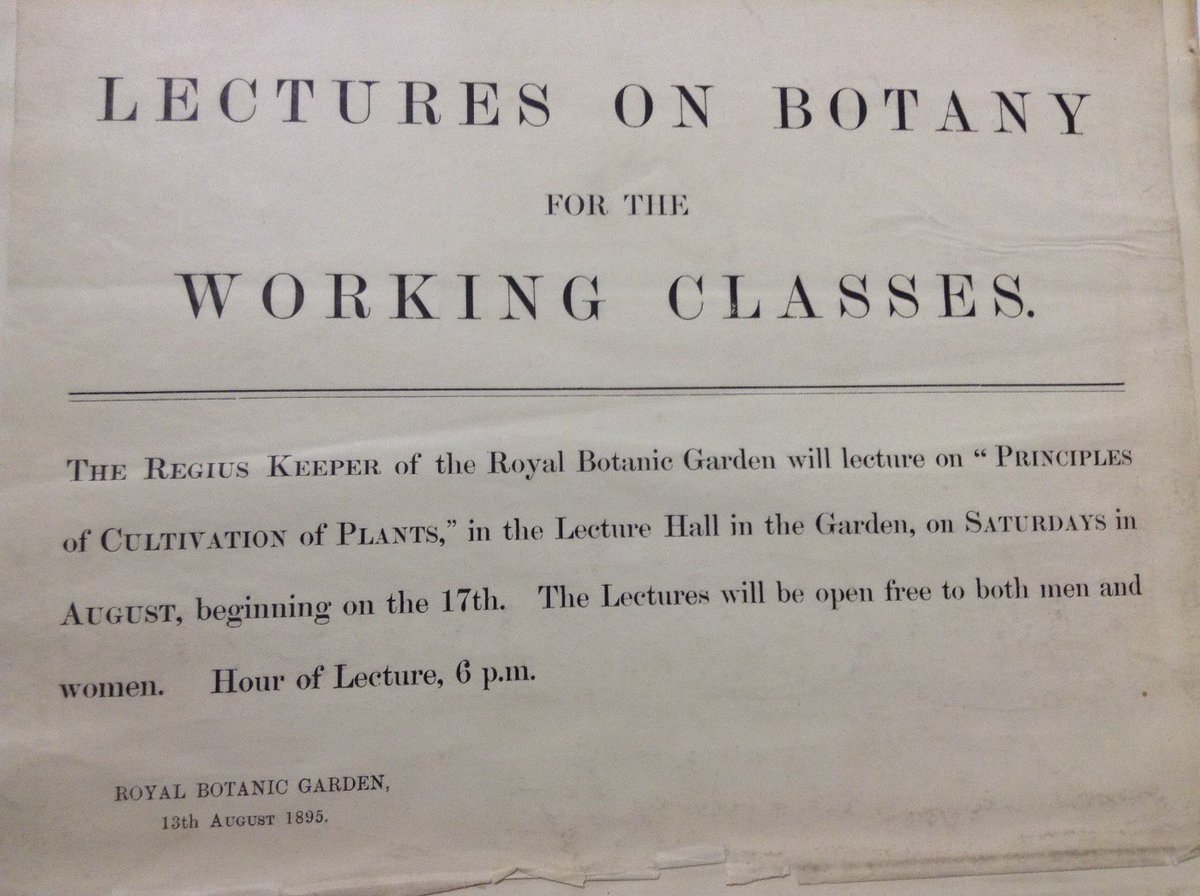 LECTURES ON BOTANY
FOR THE
WORKING CLASSES.
THE REGIUS KEEPER of the Royal Botanic Garden will lecture on “ PRINCIPLES
of CULTIVATION of PLANTS,” in the Lecture Hall in the Garden, on SATURDAYS in
AUGUST, beginning on the 17th. The Lectures will be open free to both men and
women. Hour of Lecture, 6 p.m.
ROYAL BOTANIC GARDEN,
13th AUGUST 1895.